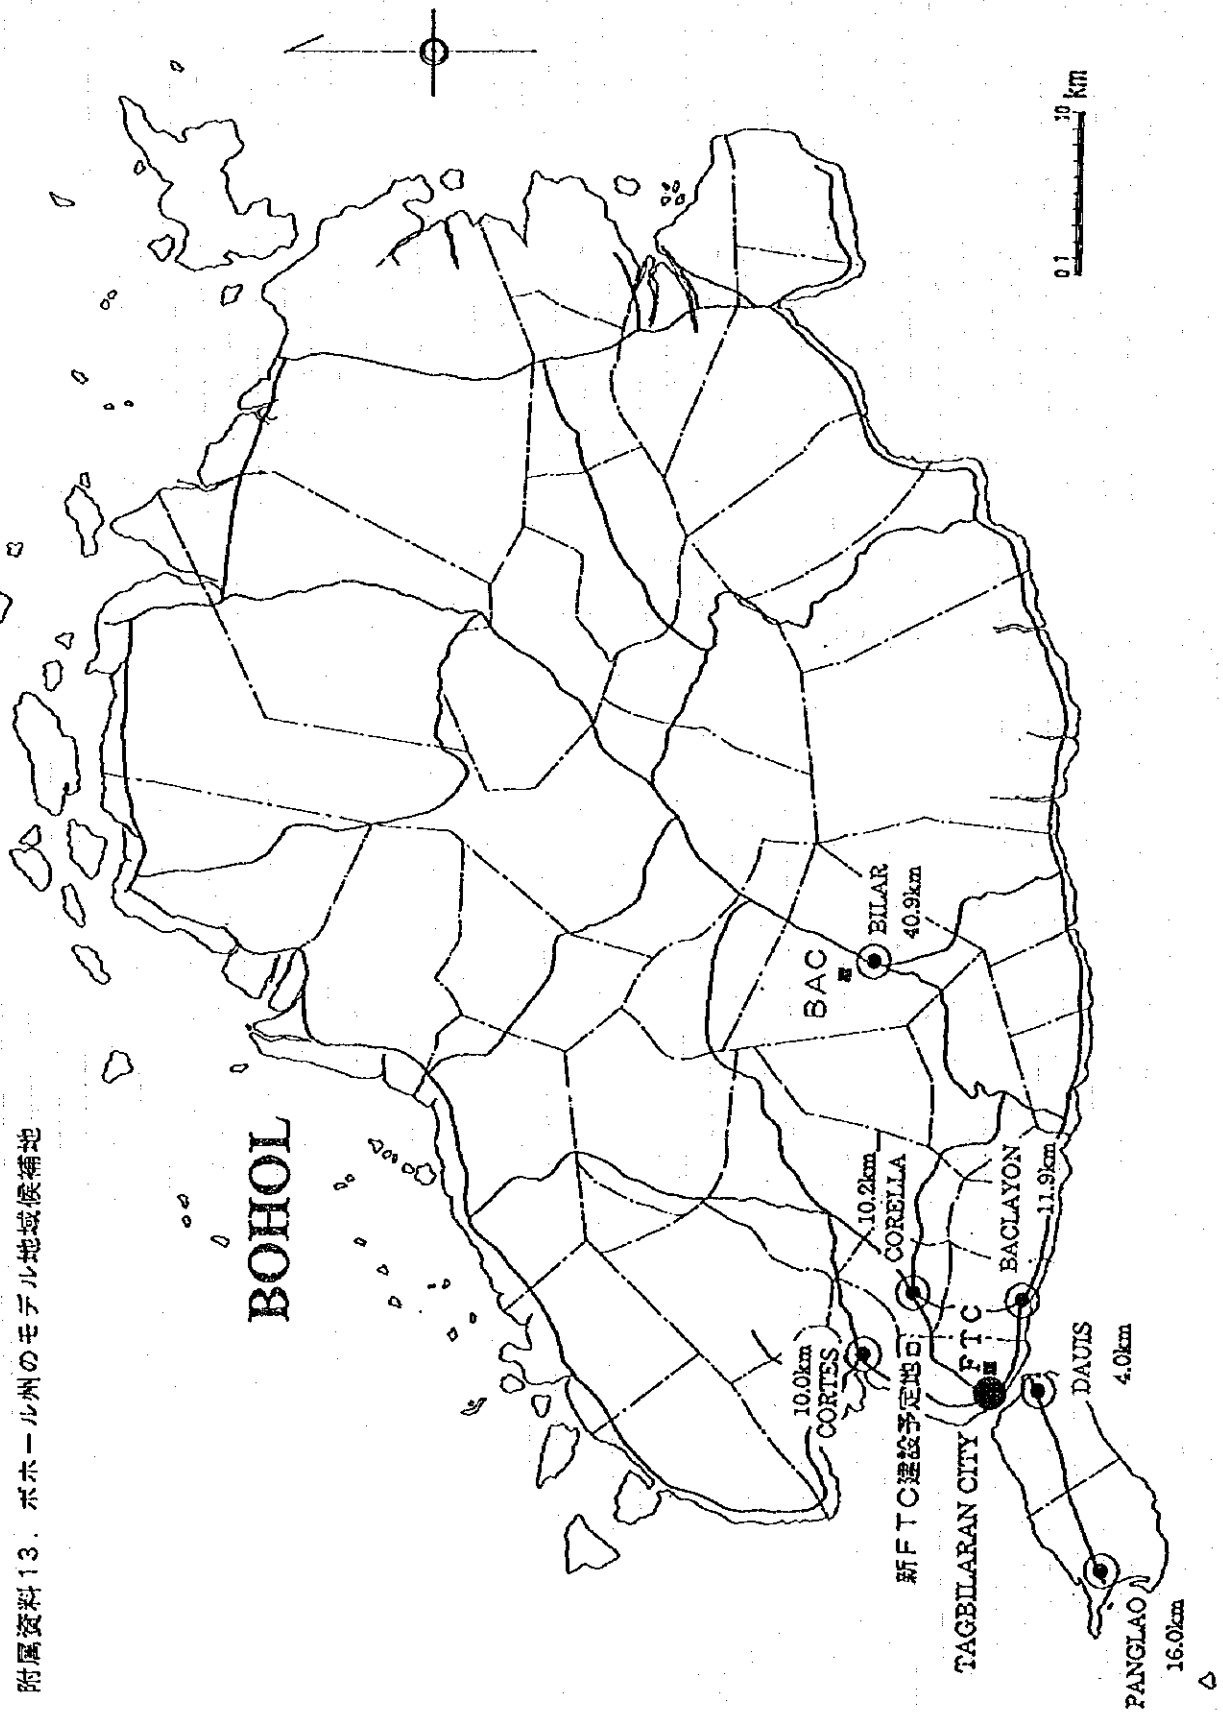 附属資料13. ボホール州のモデル地域候補地
BOHOL
0 1 10 km
BAC
BILAR
40.9km
10.2km
CORELLA
BACLAYON
11.9km
10.0km
CORTES
新FTC建設予定地
FTC
TAGBILARAN CITY
DAUIS
4.0km
PANGLAO
16.0km